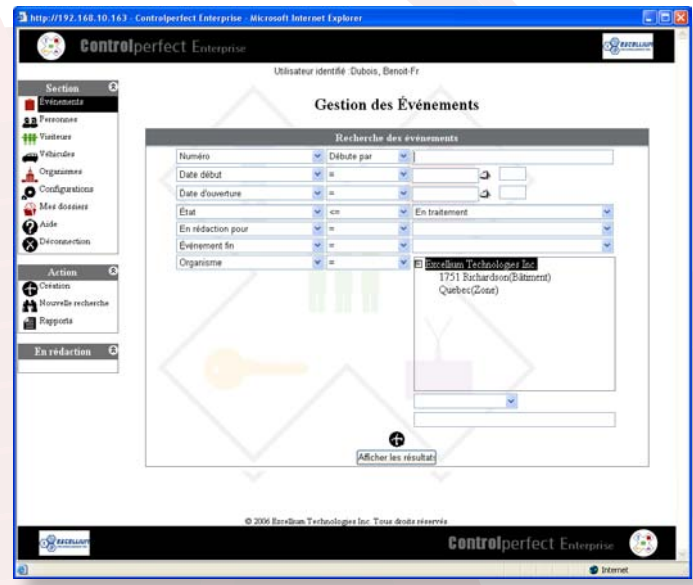 http://192.168.10.163 - Controlperfect Enterprise - Microsoft Internet Explorer
Controlperfect Enterprise
EXCELLIUM
Utilisateur identifié :Dubois, Benoit-Fr
Section
Événements
Personnes
Visiteurs
Véhicules
Organismes
Configurations
Mes dossiers
Aide
Déconnection
Action
Création
Nouvelle recherche
Rapports
En rédaction
Gestion des Événements
Recherche des événements
Numéro Débute par
Date début =
Date d'ouverture =
État <= En traitement
En rédaction pour =
Événement fin =
Organisme = Excellium Technologies Inc
1751 Richardson(Bâtiment)
Quebec(Zone)
Afficher les résultats
© 2006 Excellium Technologies Inc. Tous droits réservés
EXCELLIUM
Controlperfect Enterprise
Internet